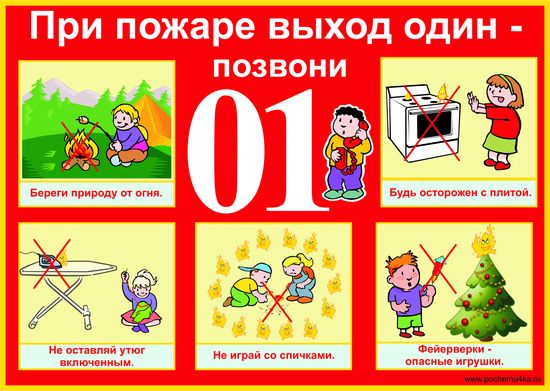 При пожаре выход один -
позвони
01
Береги природу от огня.
Будь осторожен с плитой.
Не оставляй утюг
включенным.
Не играй со спичками.
Фейерверки -
опасные игрушки.
www.pochemu4ka.ru